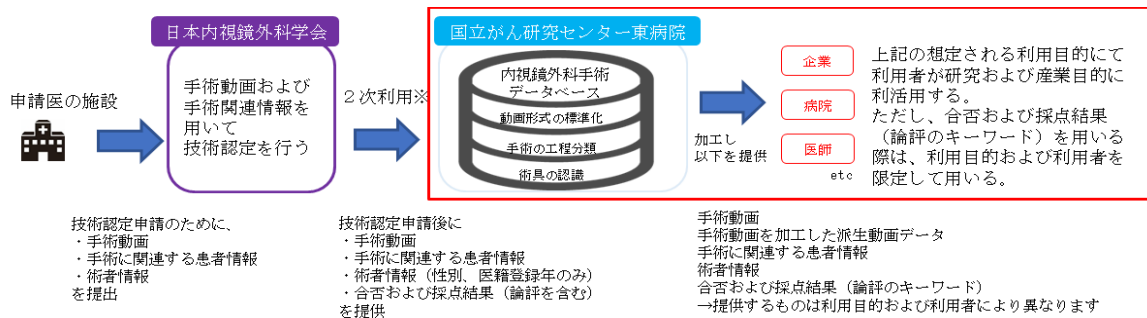 日本内視鏡外科学会
国立がん研究センター東病院
申請医の施設
手術動画および
手術関連情報を
用いて
技術認定を行う
2次利用※
内視鏡外科手術
データベース
動画形式の標準化
手術の工程分類
術具の認識
加工し
以下を提供
企業
病院
医師
etc
上記の想定される利用目的にて
利用者が研究および産業目的に
利活用する。
ただし、合否および採点結果
(論評のキーワード)を用いる
際は、利用目的および利用者を
限定して用いる。
技術認定申請のために、
・手術動画
・手術に関連する患者情報
・術者情報
を提出
技術認定申請後に
・手術動画
・手術に関連する患者情報
・術者情報(性別、医籍登録年のみ)
・合否および採点結果(論評を含む)
を提供
手術動画
手術動画を加工した派生動画データ
手術に関連する患者情報
術者情報
合否および採点結果(論評のキーワード)
→提供するものは利用目的および利用者により異なります